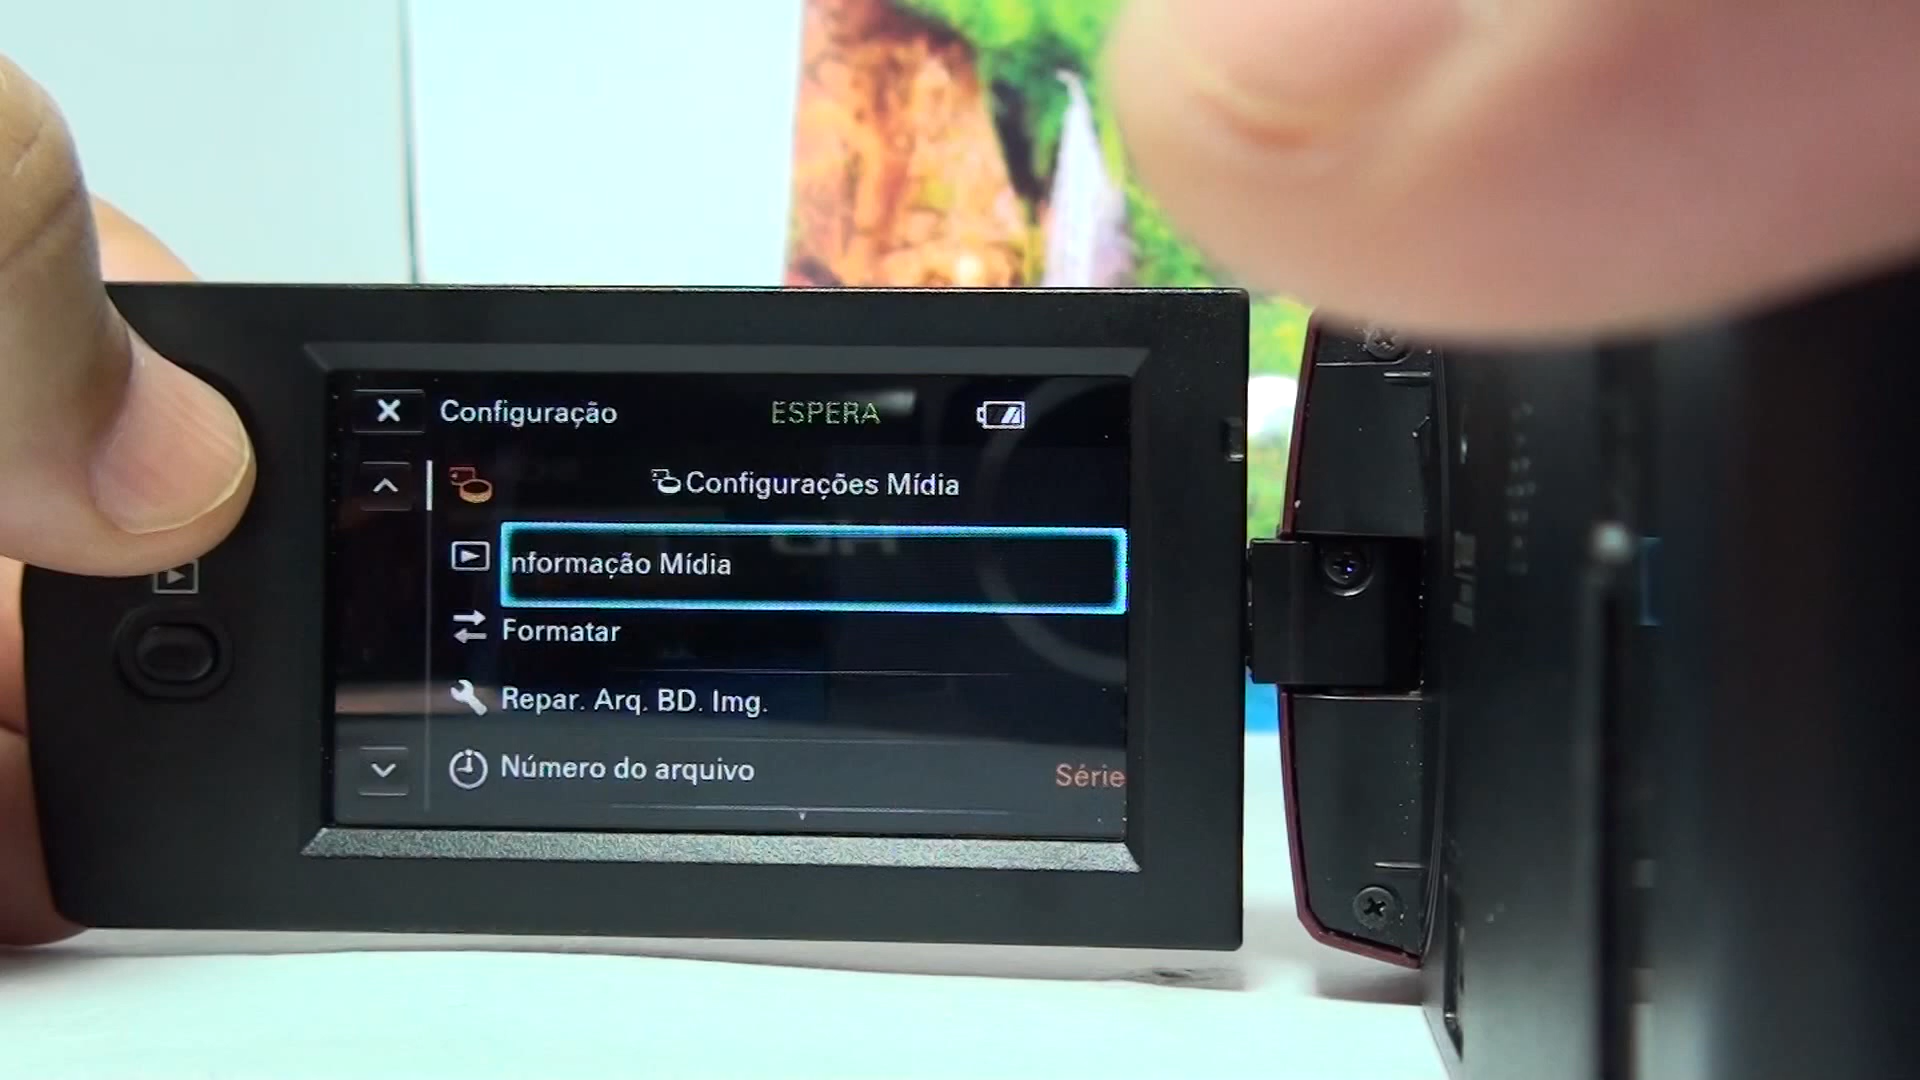 Configuração
ESPERA
Configurações Mídia
nformação Mídia
Formatar
Repar. Arq. BD. Img.
Número do arquivo
Série